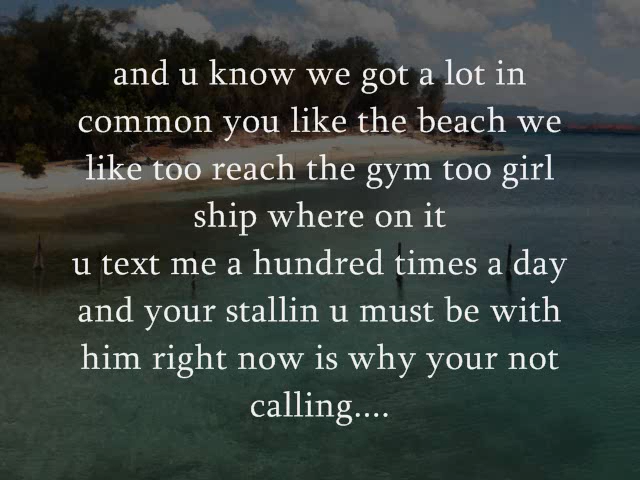 and u know we got a lot in
common you like the beach we
like too reach the gym too girl
ship where on it
u text me a hundred times a day
and your stallin u must be with
him right now is why your not
calling....